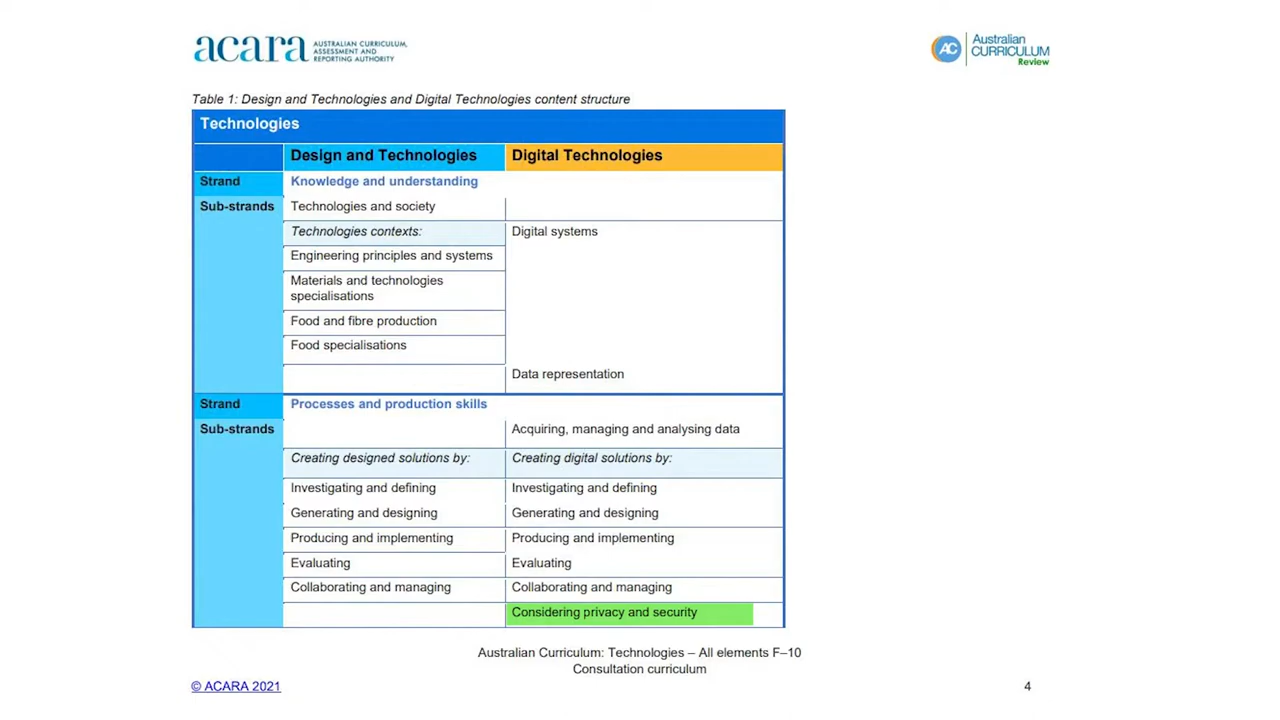 acara AUSTRALIAN CURRICULUM,
ASSESSMENT AND
REPORTING AUTHORITY
AC Australian
CURRICULUM
Review
Table 1: Design and Technologies and Digital Technologies content structure
Technologies
Design and Technologies Digital Technologies
Strand Knowledge and understanding
Sub-strands Technologies and society
Technologies contexts: Digital systems
Engineering principles and systems
Materials and technologies
specialisations
Food and fibre production
Food specialisations
Data representation
Strand Processes and production skills
Sub-strands Acquiring, managing and analysing data
Creating designed solutions by: Creating digital solutions by:
Investigating and defining Investigating and defining
Generating and designing Generating and designing
Producing and implementing Producing and implementing
Evaluating Evaluating
Collaborating and managing Collaborating and managing
Considering privacy and security
Australian Curriculum: Technologies – All elements F–10
Consultation curriculum
© ACARA 2021 4